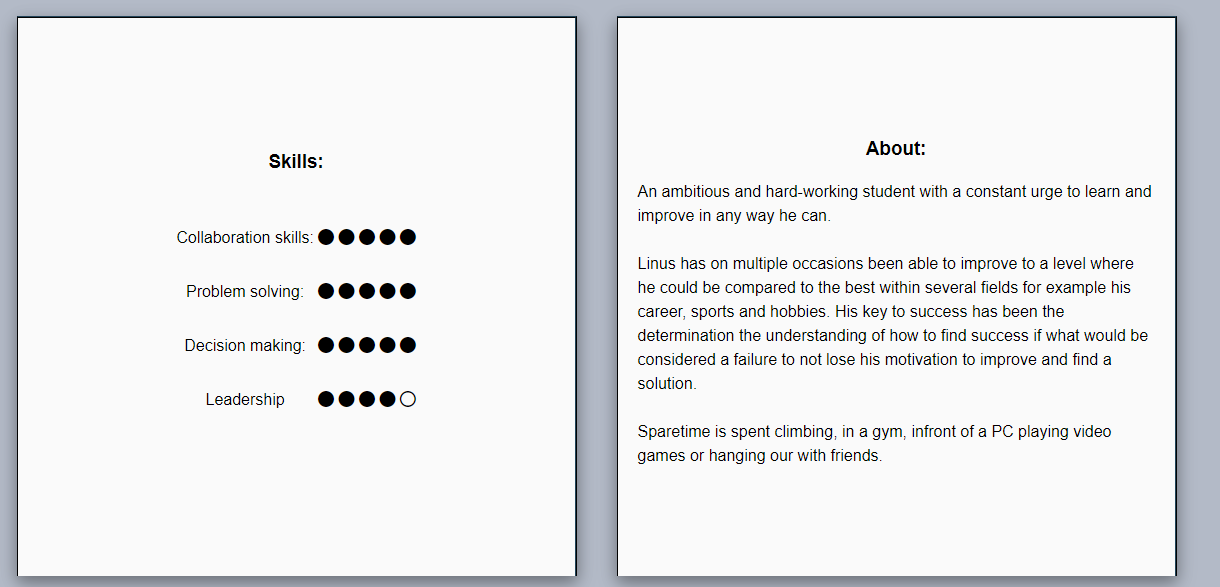 Skills:
Collaboration skills:
Problem solving:
Decision making:
Leadership
About:
An ambitious and hard-working student with a constant urge to learn and
improve in any way he can.
Linus has on multiple occasions been able to improve to a level where
he could be compared to the best within several fields for example his
career, sports and hobbies. His key to success has been the
determination the understanding of how to find success if what would be
considered a failure to not lose his motivation to improve and find a
solution.
Sparetime is spent climbing, in a gym, infront of a PC playing video
games or hanging our with friends.